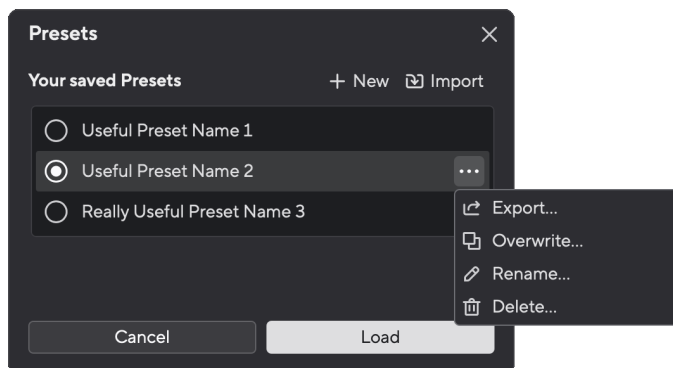 Presets
Your saved Presets
New
Import
Useful Preset Name 1
Useful Preset Name 2
Really Useful Preset Name 3
Export...
Overwrite...
Rename...
Delete...
Cancel
Load